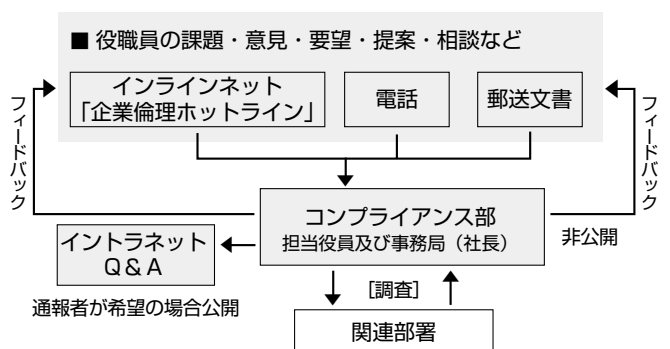 ■ 役職員の課題・意見・要望・提案・相談など
インラインネット
「企業倫理ホットライン」
電話
郵送文書
フィードバック
フィードバック
コンプライアンス部
担当役員及び事務局（社長）
非公開
イントラネット
Q＆A
通報者が希望の場合公開
［調査］
関連部署